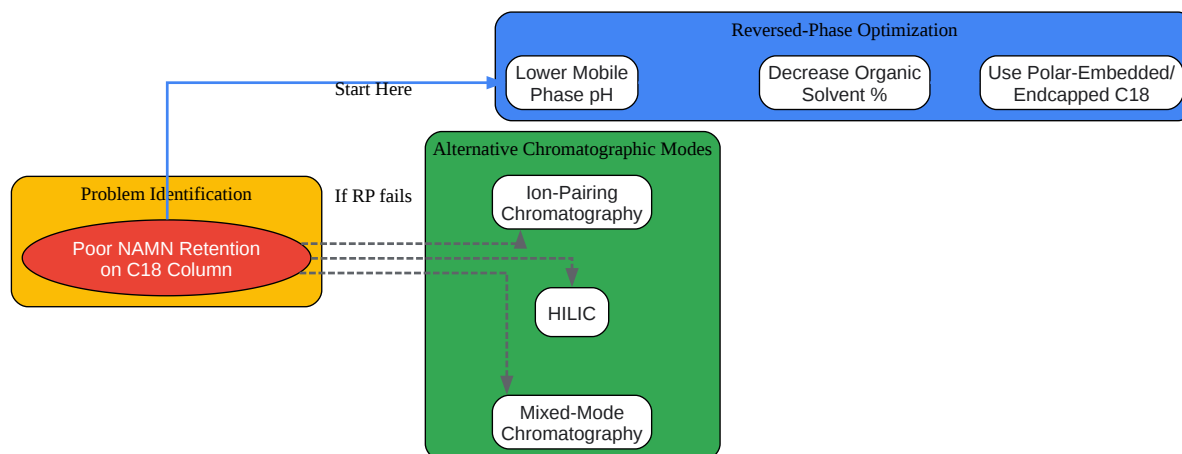 Reversed-Phase Optimization
Lower Mobile
Phase pH
Decrease Organic
Solvent %
Use Polar-Embedded/
Endcapped C18
Start Here
Alternative Chromatographic Modes
Problem Identification
If RP fails
Ion-Pairing
Chromatography
Poor NAMN Retention
on C18 Column
HILIC
Mixed-Mode
Chromatography